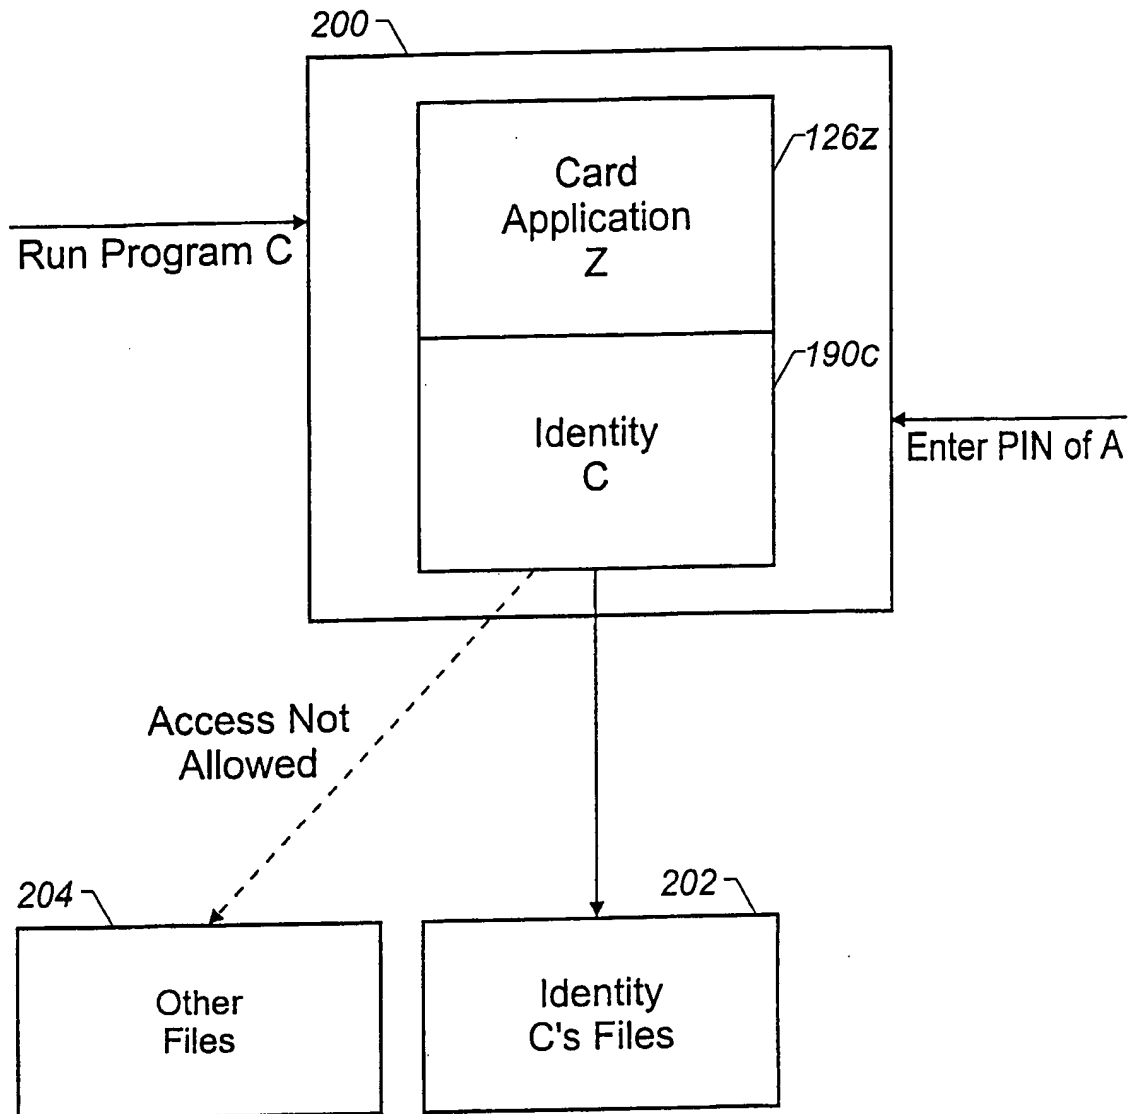 200
126z
Card
Application
Z
Run Program C
190c
Identity
C
Enter PIN of A
Access Not
Allowed
204
202
Other
Files
Identity
C's Files